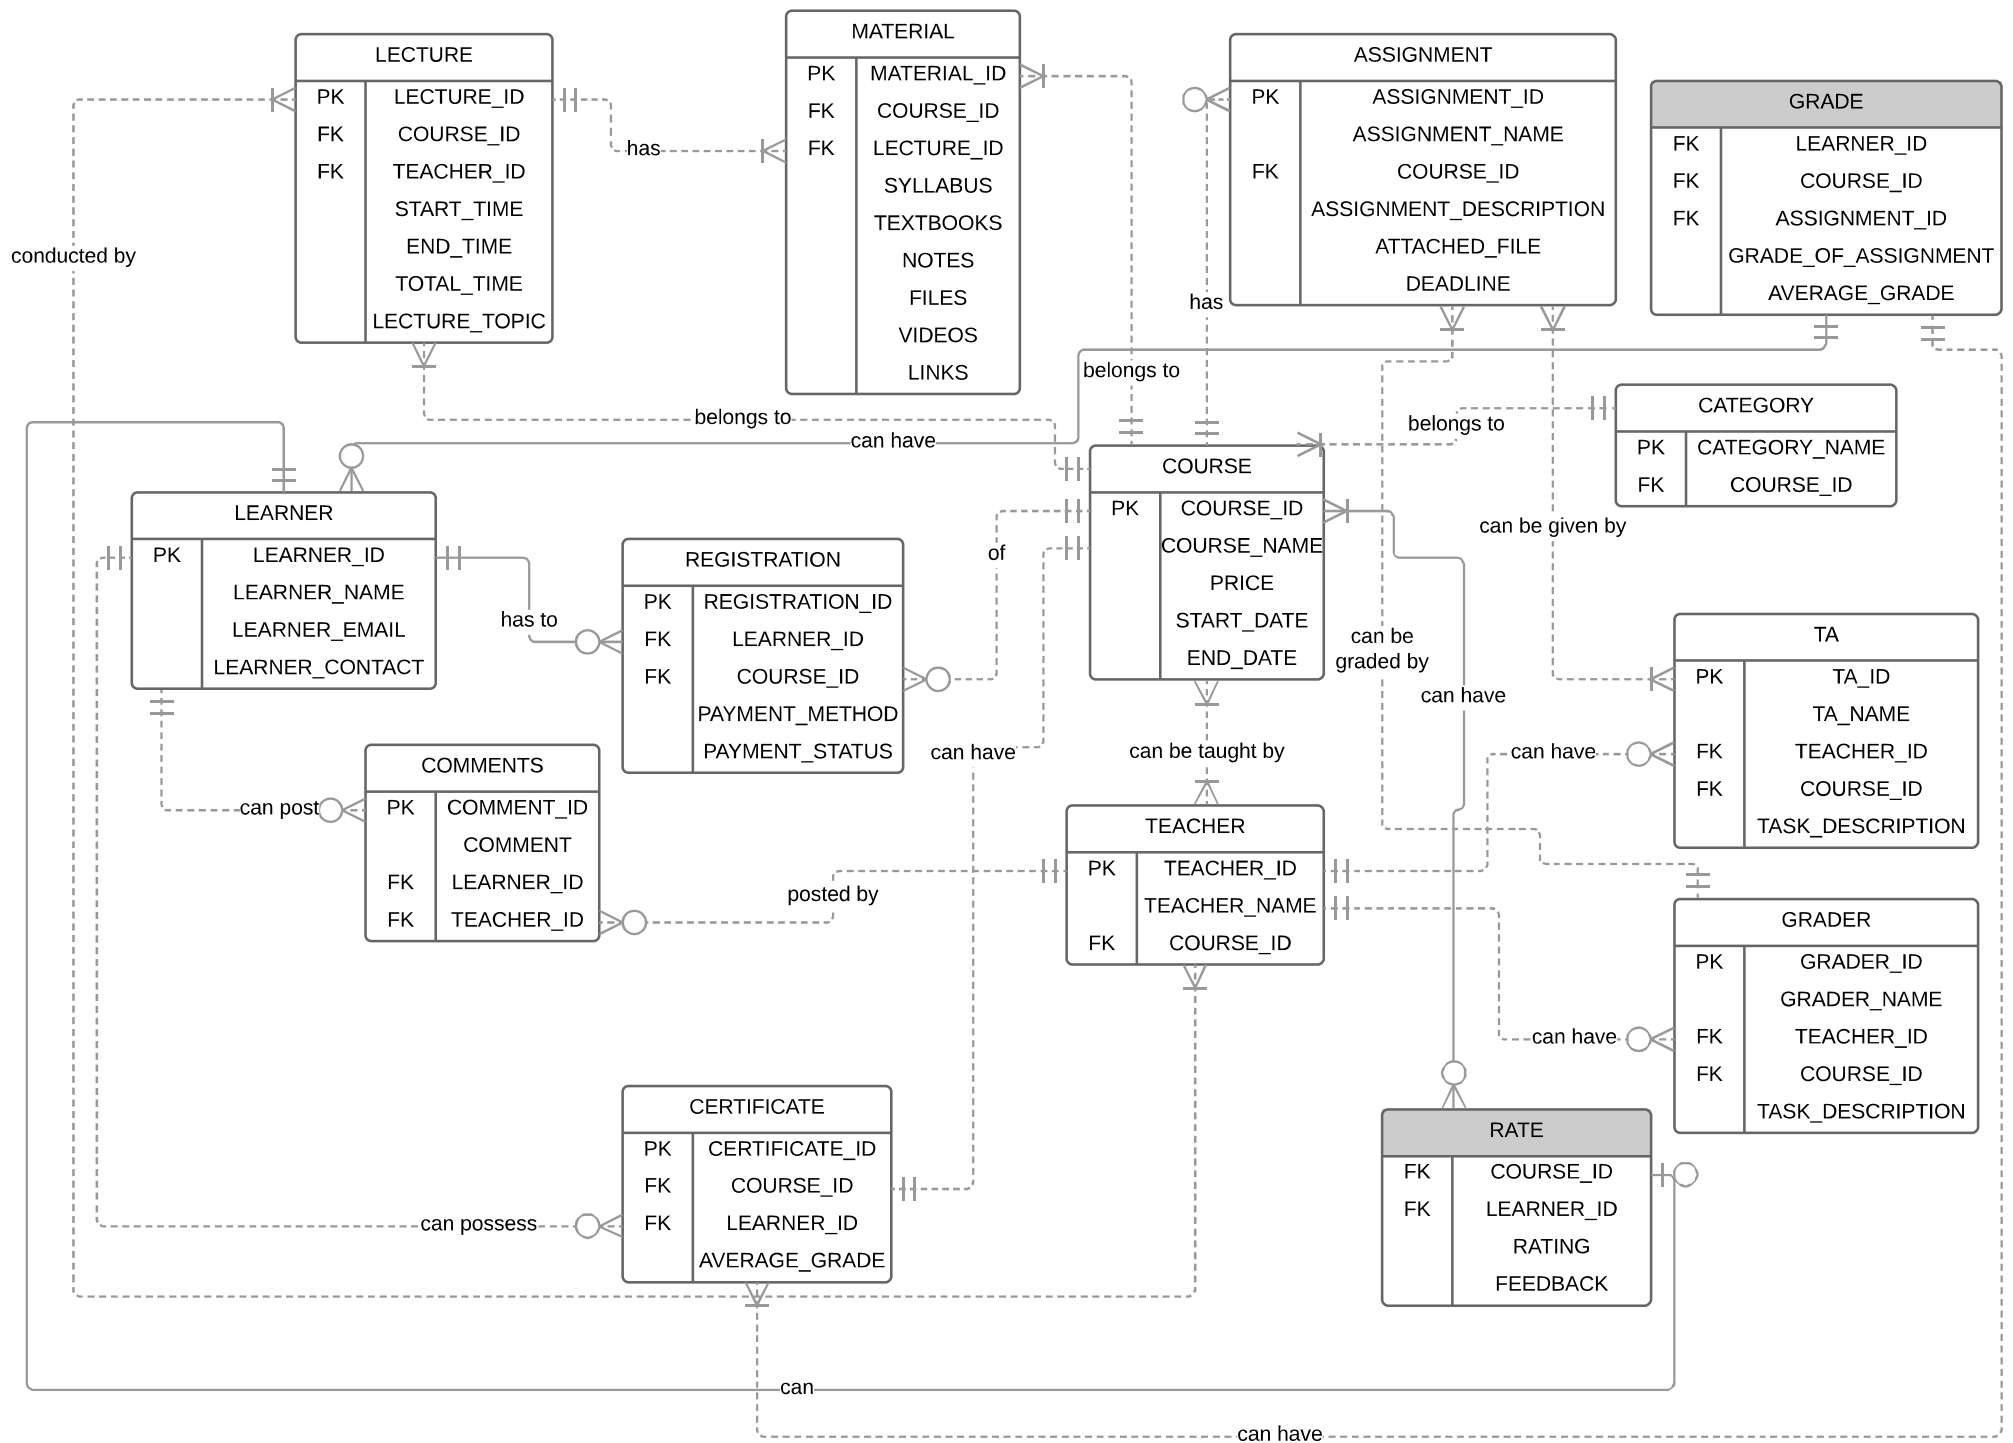 LECTURE
PK LECTURE_ID
FK COURSE_ID
FK TEACHER_ID
START_TIME
END_TIME
TOTAL_TIME
LECTURE_TOPIC
MATERIAL
PK MATERIAL_ID
FK COURSE_ID
FK LECTURE_ID
SYLLABUS
TEXTBOOKS
NOTES
FILES
VIDEOS
LINKS
ASSIGNMENT
PK ASSIGNMENT_ID
ASSIGNMENT_NAME
FK COURSE_ID
ASSIGNMENT_DESCRIPTION
ATTACHED_FILE
DEADLINE
GRADE
FK LEARNER_ID
FK COURSE_ID
FK ASSIGNMENT_ID
GRADE_OF_ASSIGNMENT
AVERAGE_GRADE
has
conducted by
has
belongs to
belongs to
can have
belongs to
CATEGORY
PK CATEGORY_NAME
FK COURSE_ID
LEARNER
PK LEARNER_ID
LEARNER_NAME
LEARNER_EMAIL
LEARNER_CONTACT
has to
REGISTRATION
PK REGISTRATION_ID
FK LEARNER_ID
FK COURSE_ID
PAYMENT_METHOD
PAYMENT_STATUS
of
COURSE
PK COURSE_ID
COURSE_NAME
PRICE
START_DATE
END_DATE
can be given by
can be
graded by
can have
TA
PK TA_ID
TA_NAME
FK TEACHER_ID
FK COURSE_ID
TASK_DESCRIPTION
can have
can be taught by
can have
can post
COMMENTS
PK COMMENT_ID
COMMENT
FK LEARNER_ID
FK TEACHER_ID
posted by
TEACHER
PK TEACHER_ID
TEACHER_NAME
FK COURSE_ID
can have
GRADER
PK GRADER_ID
GRADER_NAME
FK TEACHER_ID
FK COURSE_ID
TASK_DESCRIPTION
CERTIFICATE
PK CERTIFICATE_ID
FK COURSE_ID
FK LEARNER_ID
AVERAGE_GRADE
can possess
RATE
FK COURSE_ID
FK LEARNER_ID
RATING
FEEDBACK
can
can have